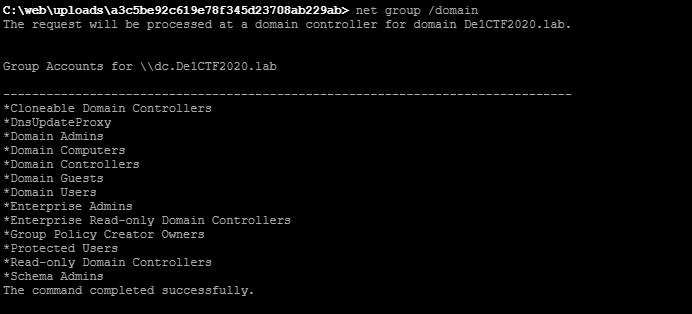 C:\web\uploads\a3c5be92c619e78f345d23708ab229ab> net group /domain
The request will be processed at a domain controller for domain De1CTF2020.lab.
Group Accounts for \\dc.De1CTF2020.lab
-------------------------------------------------------------------------------
*Cloneable Domain Controllers
*DnsUpdateProxy
*Domain Admins
*Domain Computers
*Domain Controllers
*Domain Guests
*Domain Users
*Enterprise Admins
*Enterprise Read-only Domain Controllers
*Group Policy Creator Owners
*Protected Users
*Read-only Domain Controllers
*Schema Admins
The command completed successfully.